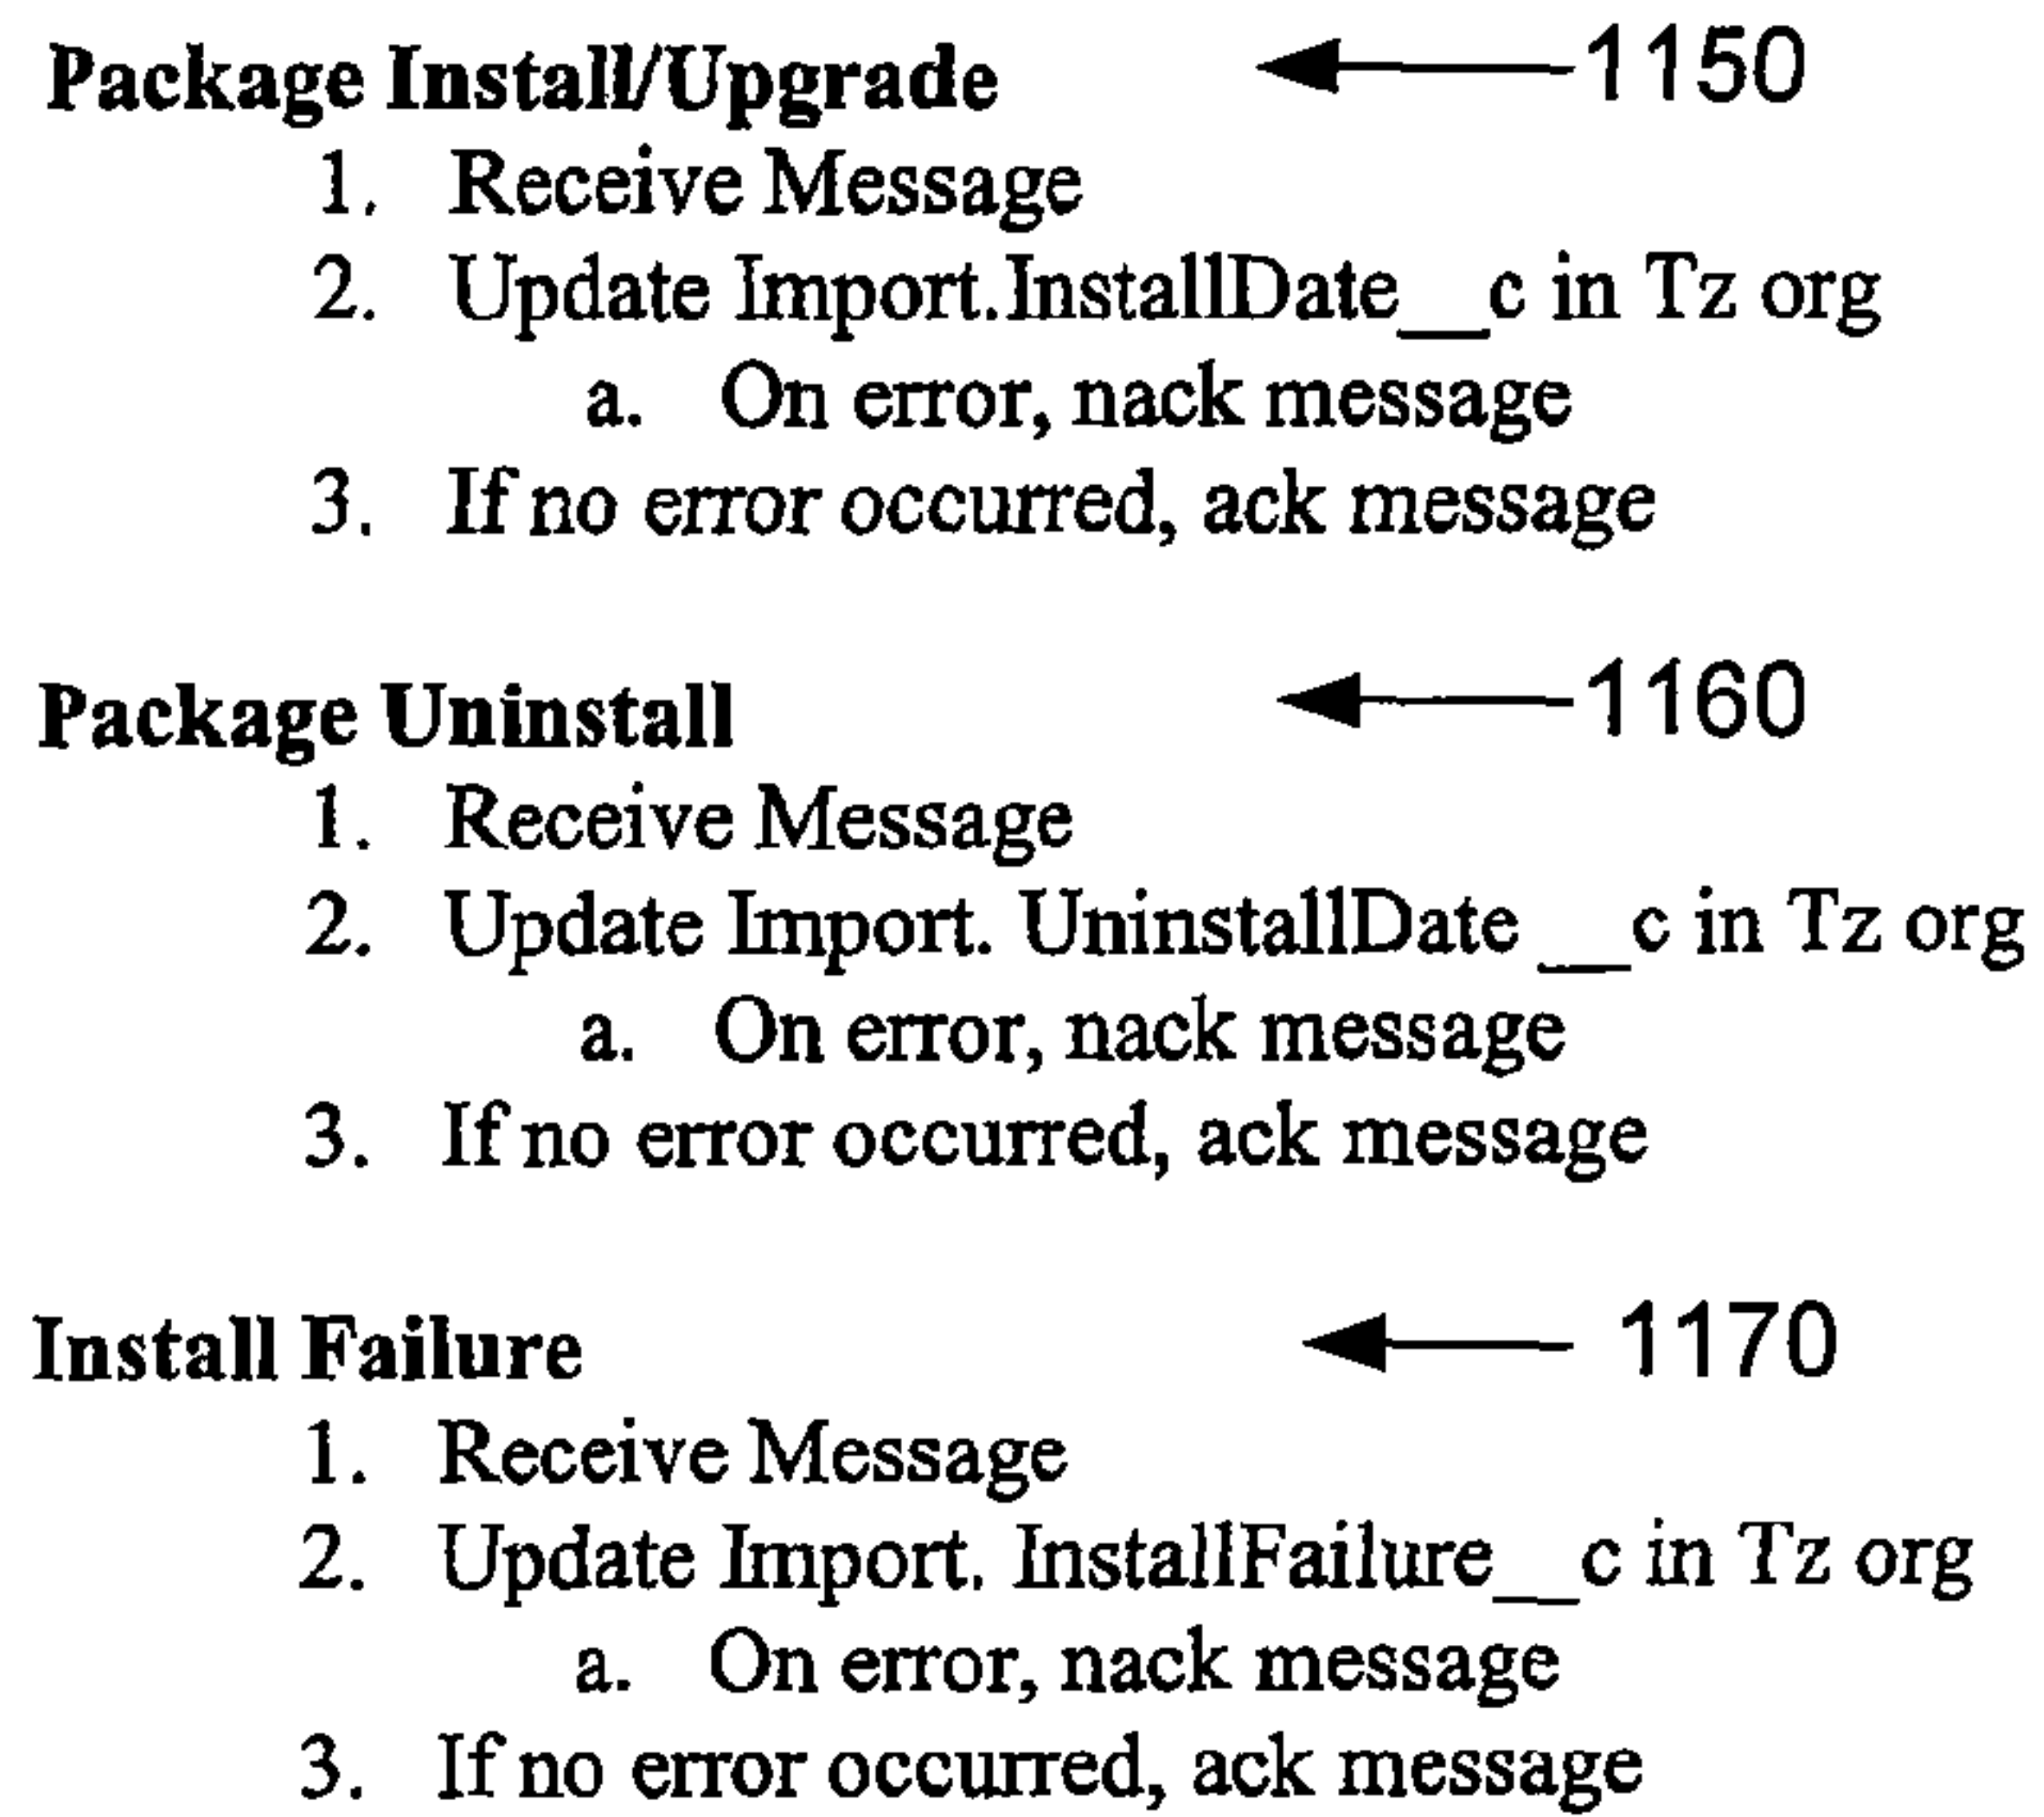 Package Install/Upgrade 1150
1. Receive Message
2. Update Import.InstallDate__c in Tz org
a. On error, nack message
3. If no error occurred, ack message
Package Uninstall 1160
1. Receive Message
2. Update Import. UninstallDate __c in Tz org
a. On error, nack message
3. If no error occurred, ack message
Install Failure 1170
1. Receive Message
2. Update Import. InstallFailure__c in Tz org
a. On error, nack message
3. If no error occurred, ack message